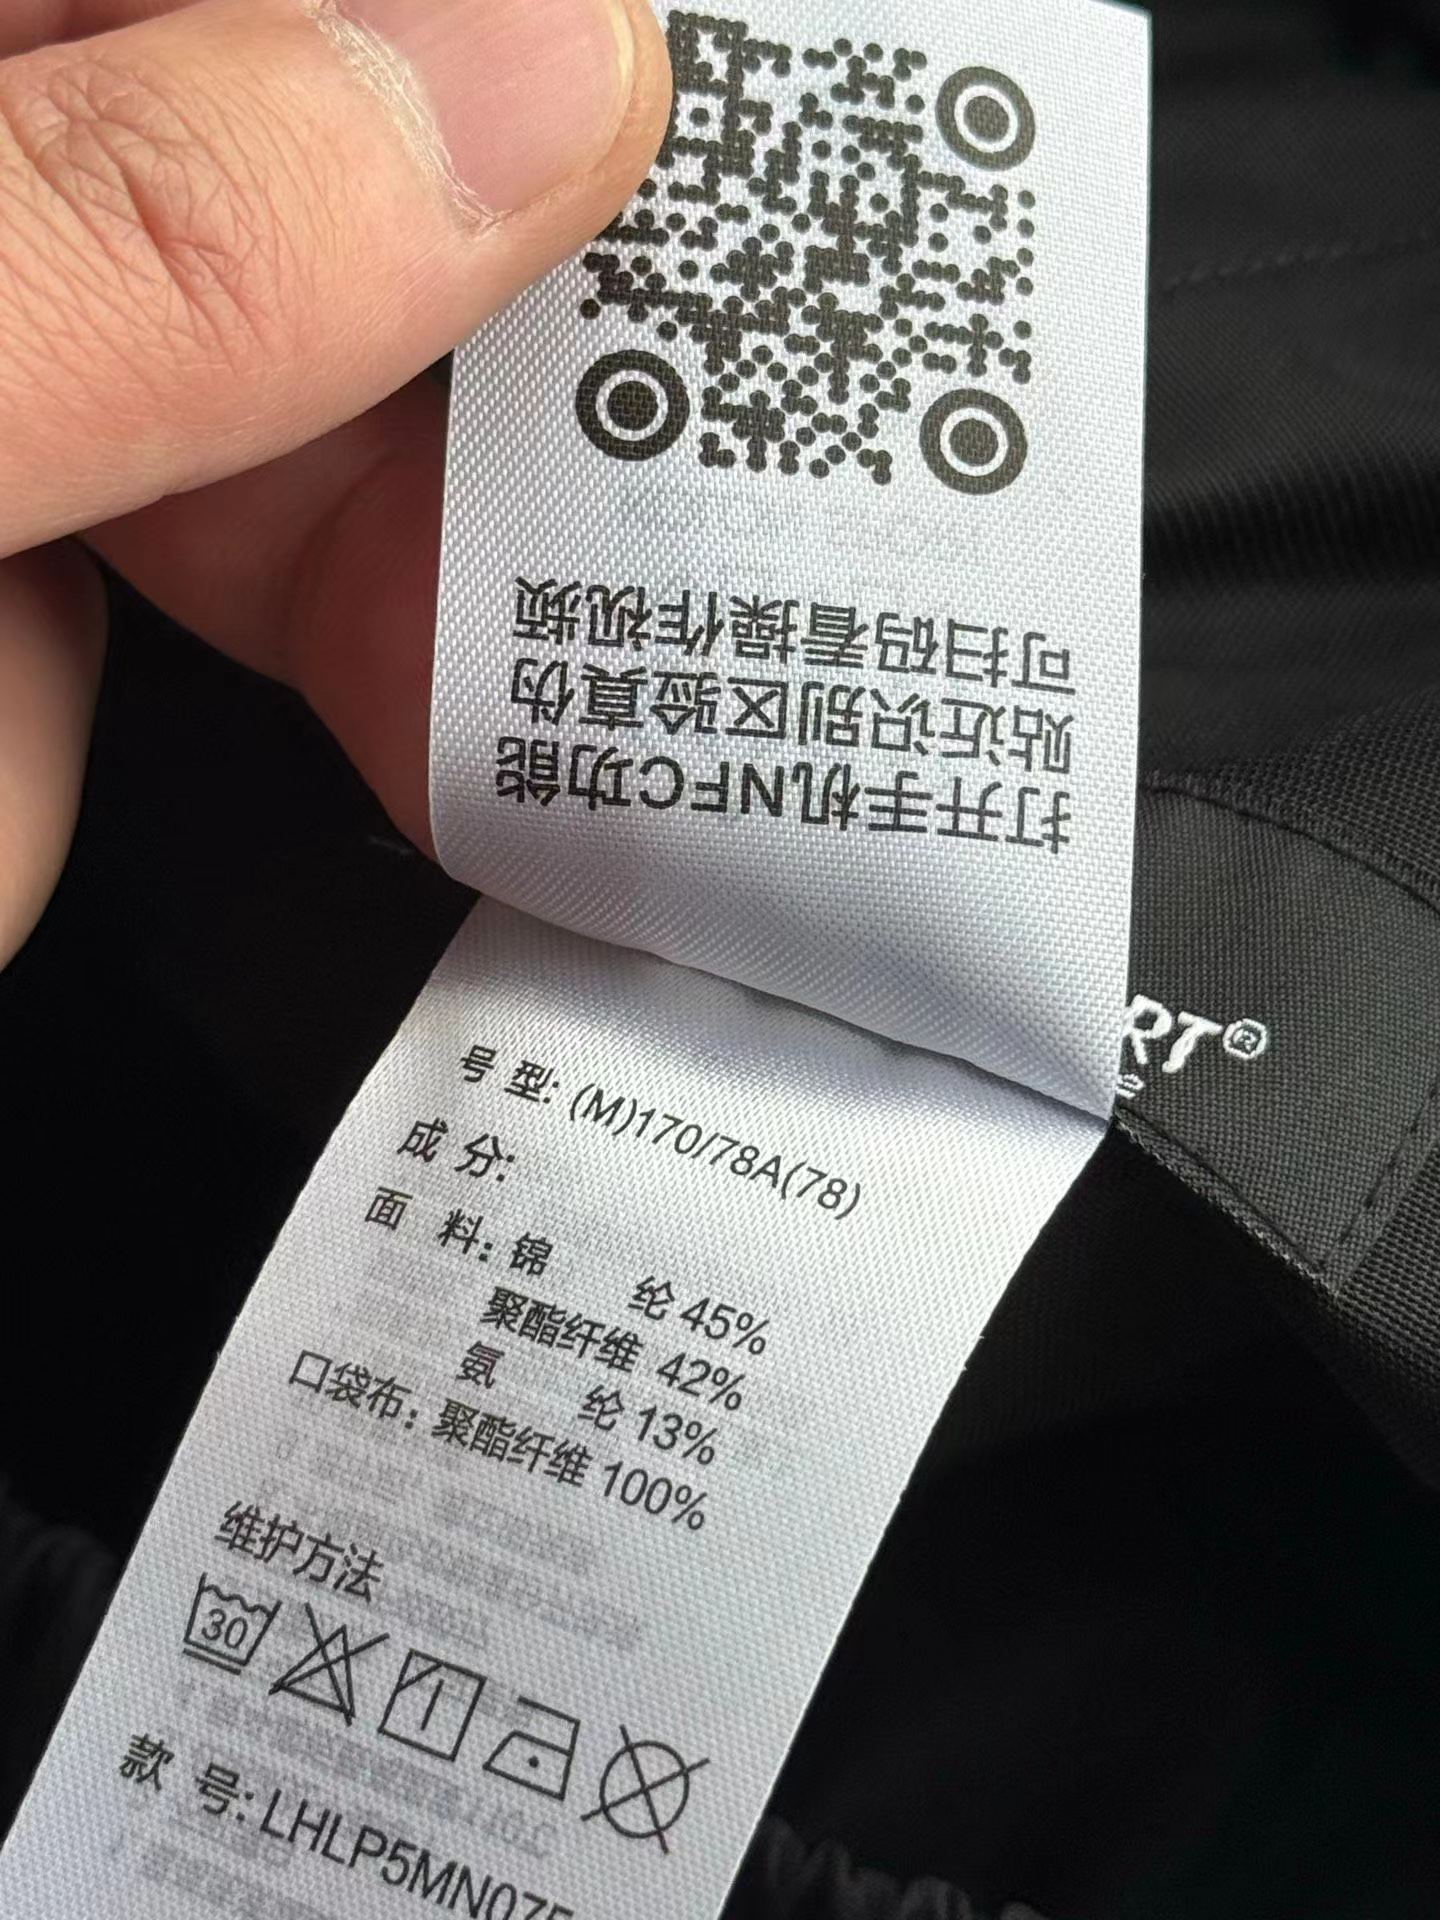 打开手机NFC功能
贴近识别区验真伪
可扫码看操作视频
RT®
号 型: (M)170/78A(78)
成 分:
面 料: 锦 纶 45%
聚酯纤维 42%
氨 纶 13%
口袋布: 聚酯纤维 100%
维护方法
30
款 号: LHLP5MN075